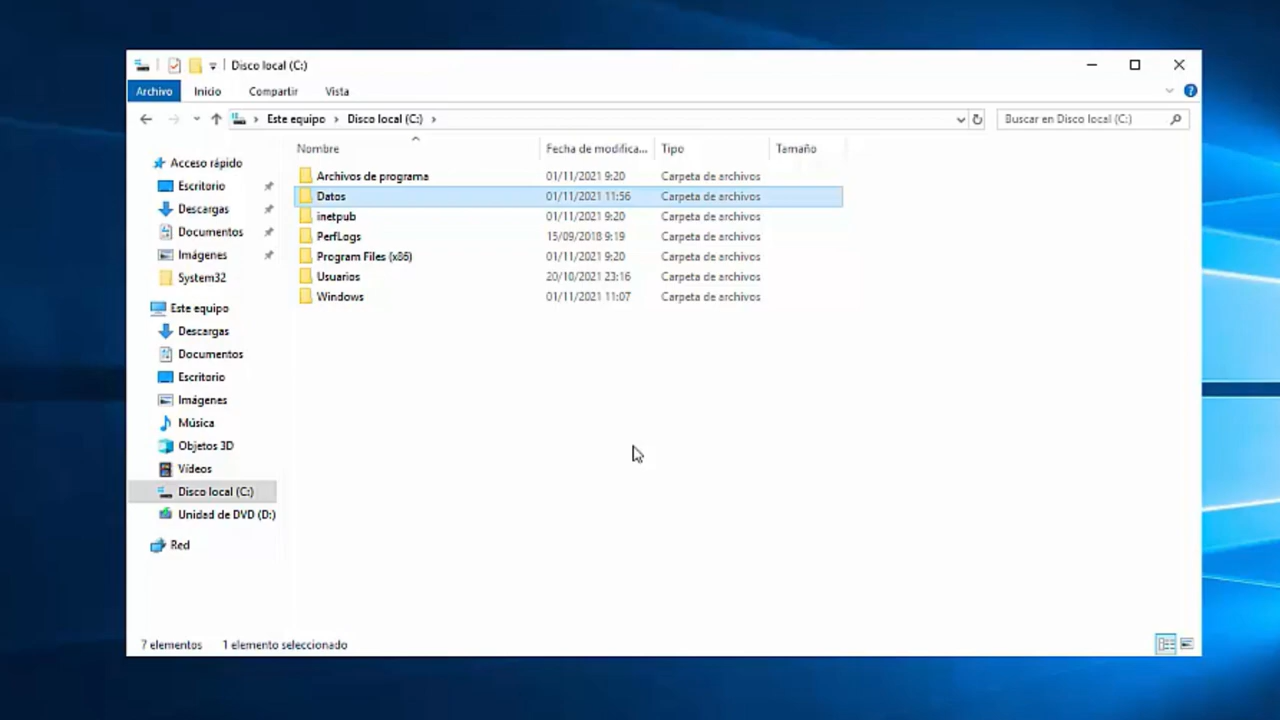 Disco local (C:)
Archivo Inicio Compartir Vista
Este equipo Disco local (C:) Buscar en Disco local (C:)
Nombre Fecha de modifica... Tipo Tamaño
Acceso rápido
Escritorio
Descargas
Documentos
Imágenes
System32
Este equipo
Descargas
Documentos
Escritorio
Imágenes
Música
Objetos 3D
Vídeos
Disco local (C:)
Unidad de DVD (D:)
Red
Archivos de programa 01/11/2021 9:20 Carpeta de archivos
Datos 01/11/2021 11:56 Carpeta de archivos
inetpub 01/11/2021 9:20 Carpeta de archivos
PerfLogs 15/09/2018 9:19 Carpeta de archivos
Program Files (x86) 01/11/2021 9:20 Carpeta de archivos
Usuarios 20/10/2021 23:16 Carpeta de archivos
Windows 01/11/2021 11:07 Carpeta de archivos
7 elementos 1 elemento seleccionado